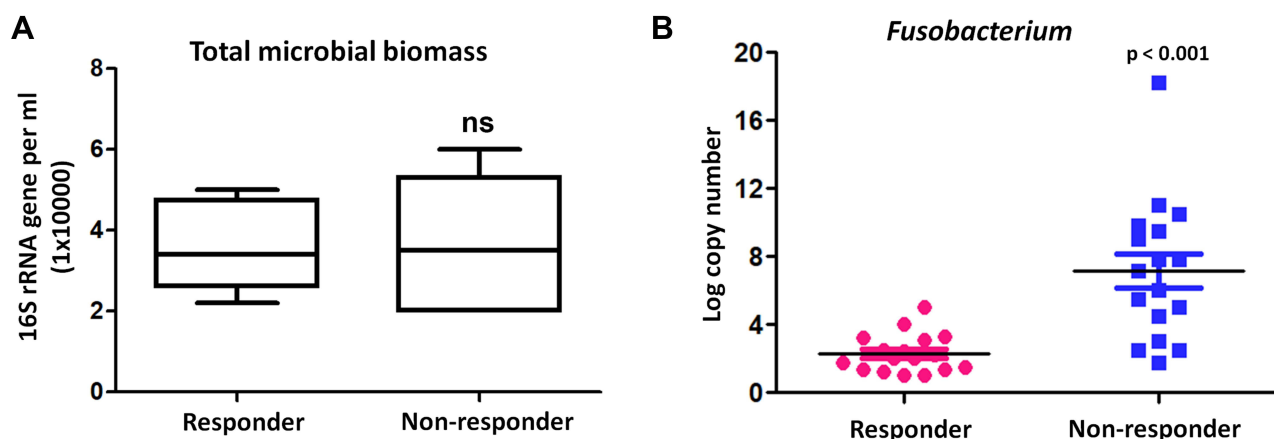 A
Total microbial biomass
16S rRNA gene per ml
(1x10000)
8
6
4
2
0
ns
Responder
Non-responder
B
Fusobacterium
p < 0.001
Log copy number
20
16
12
8
4
0
Responder
Non-responder